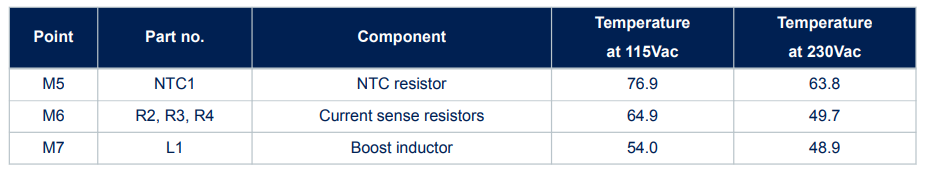 Point Part no. Component Temperature at 115Vac Temperature at 230Vac
M5 NTC1 NTC resistor 76.9 63.8
M6 R2, R3, R4 Current sense resistors 64.9 49.7
M7 L1 Boost inductor 54.0 48.9